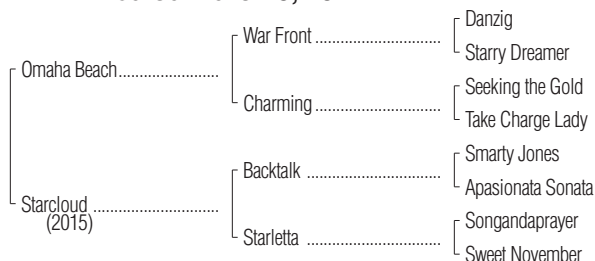 Danzig
War Front
Starry Dreamer
Omaha Beach
Seeking the Gold
Charming
Take Charge Lady
Smarty Jones
Backtalk
Apasionata Sonata
Starcloud
(2015)
Songandaprayer
Starletta
Sweet November